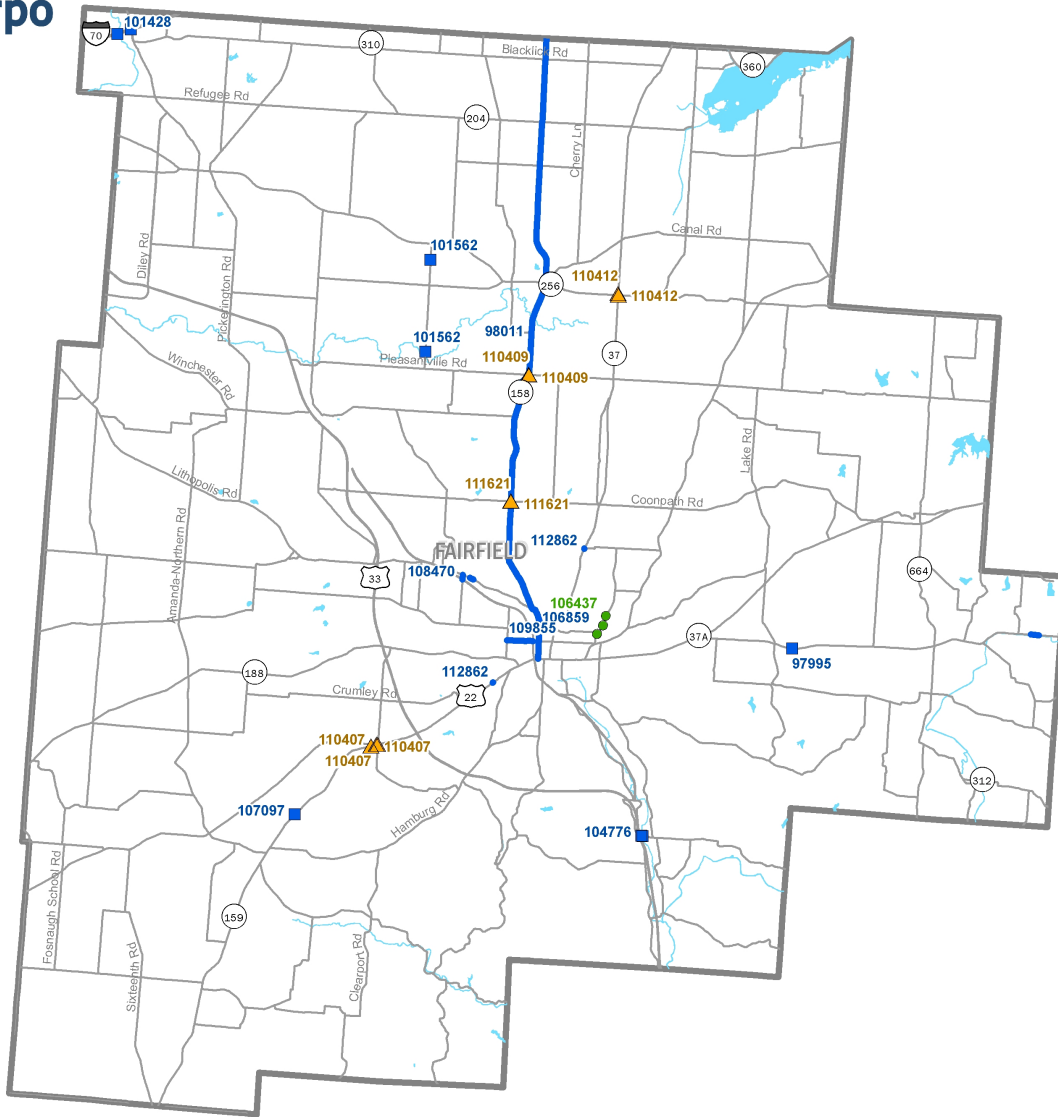 rpo
101428
70
310
Blacklick Rd
360
Refugee Rd
204
Cherry Ln
Canal Rd
Diley Rd
101562
Pickerington Rd
110412
256
110412
98011
101562
37
110409
Pleasantville Rd
110409
Winchester Rd
158
Lake Rd
Lithopolis Rd
111621
111621
Coonpath Rd
Amanda-Northern Rd
112862
FAIRFIELD
108470
33
664
106437
106859
109855
37A
97995
188
112862
Crumley Rd
22
110407
110407
110407
312
107097
Hamburg Rd
104776
Fosnaugh School Rd
159
Sixteenth Rd
Clearport Rd